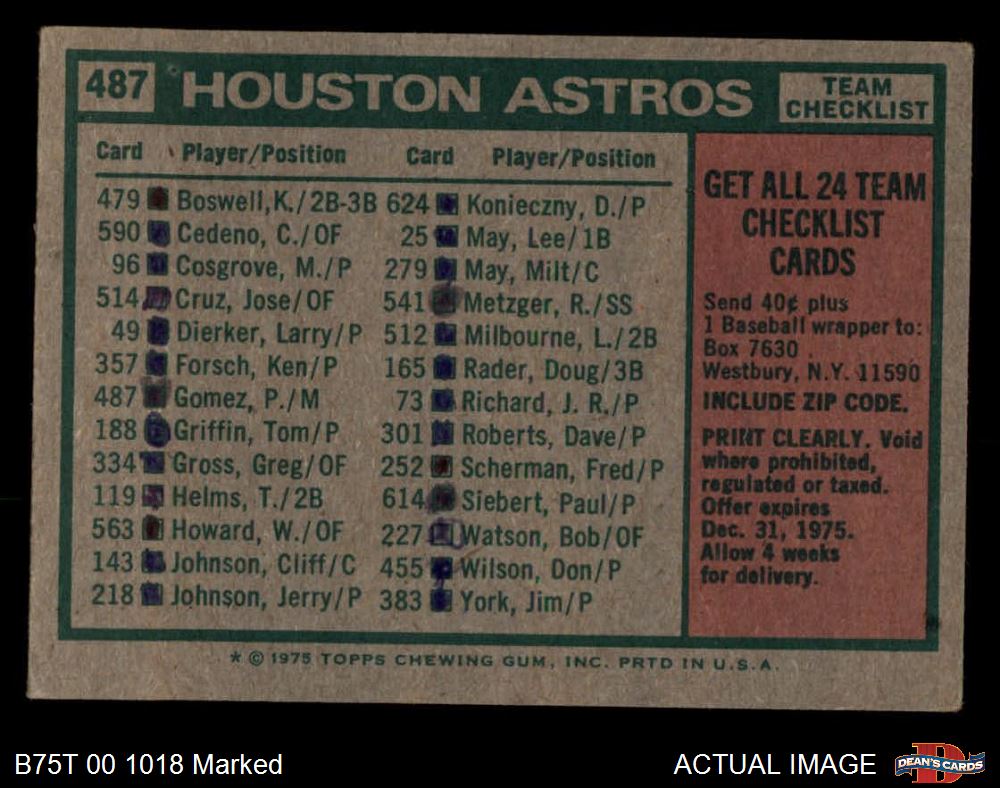 487 HOUSTON ASTROS TEAM CHECKLIST
Card Player/Position Card Player/Position
479 Boswell,K./2B-3B 624 Konieczny, D./P
590 Cedeno, C./OF 25 May, Lee/1B
96 Cosgrove, M./P 279 May, Milt/C
514 Cruz, Jose/OF 541 Metzger, R./SS
49 Dierker, Larry/P 512 Milbourne, L./2B
357 Forsch, Ken/P 165 Rader, Doug/3B
487 Gomez, P./M 73 Richard, J. R./P
188 Griffin, Tom/P 301 Roberts, Dave/P
334 Gross, Greg/OF 252 Scherman, Fred/P
119 Helms, T./2B 614 Siebert, Paul/P
563 Howard, W./OF 227 Watson, Bob/OF
143 Johnson, Cliff/C 455 Wilson, Don/P
218 Johnson, Jerry/P 383 York, Jim/P
GET ALL 24 TEAM
CHECKLIST
CARDS
Send 40¢ plus
1 Baseball wrapper to:
Box 7630
Westbury, N.Y. 11590
INCLUDE ZIP CODE.
PRINT CLEARLY. Void
where prohibited,
regulated or taxed.
Offer expires
Dec. 31, 1975.
Allow 4 weeks
for delivery.
* © 1975 TOPPS CHEWING GUM, INC. PRTD IN U.S.A.
B75T 00 1018 Marked
ACTUAL IMAGE
DEAN'S CARDS